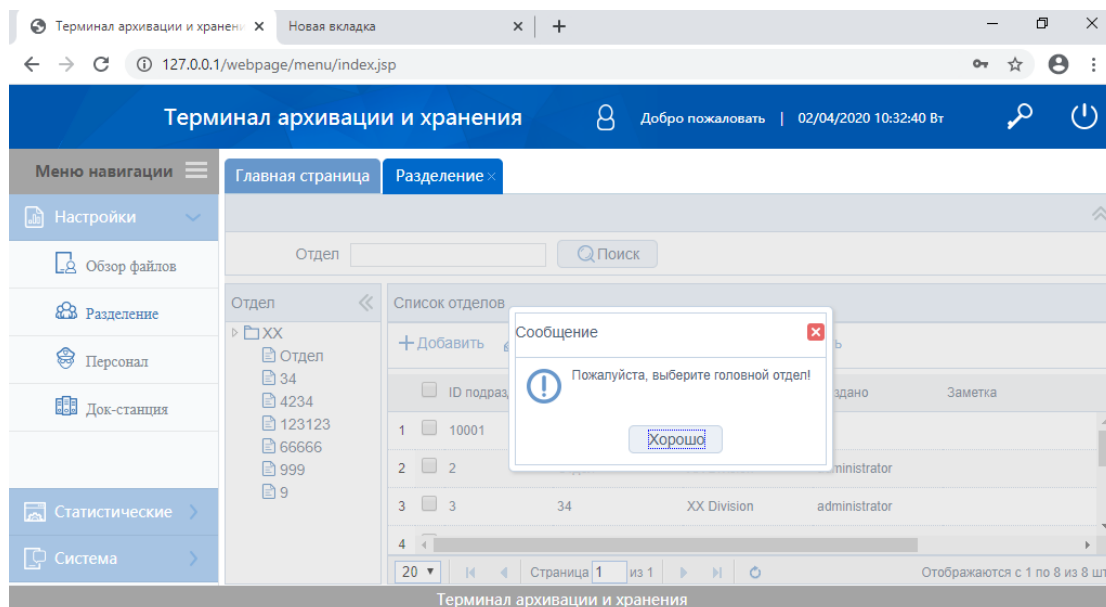 Терминал архивации и хранени
Новая вкладка
127.0.0.1/webpage/menu/index.jsp
Терминал архивации и хранения
Добро пожаловать | 02/04/2020 10:32:40 Вт
Меню навигации
Главная страница
Разделение
Настройки
Отдел
Поиск
Обзор файлов
Разделение
Персонал
Док-станция
Статистические
Система
Отдел
XX
Отдел
34
4234
123123
66666
999
9
Список отделов
Добавить
ID подраз
здано
Заметка
1 10001
2 2 ministrator
3 3 34 XX Division administrator
4
Сообщение
Пожалуйста, выберите головной отдел!
Хорошо
20 Страница 1 из 1
Отображаются с 1 по 8 из 8 шт
Терминал архивации и хранения